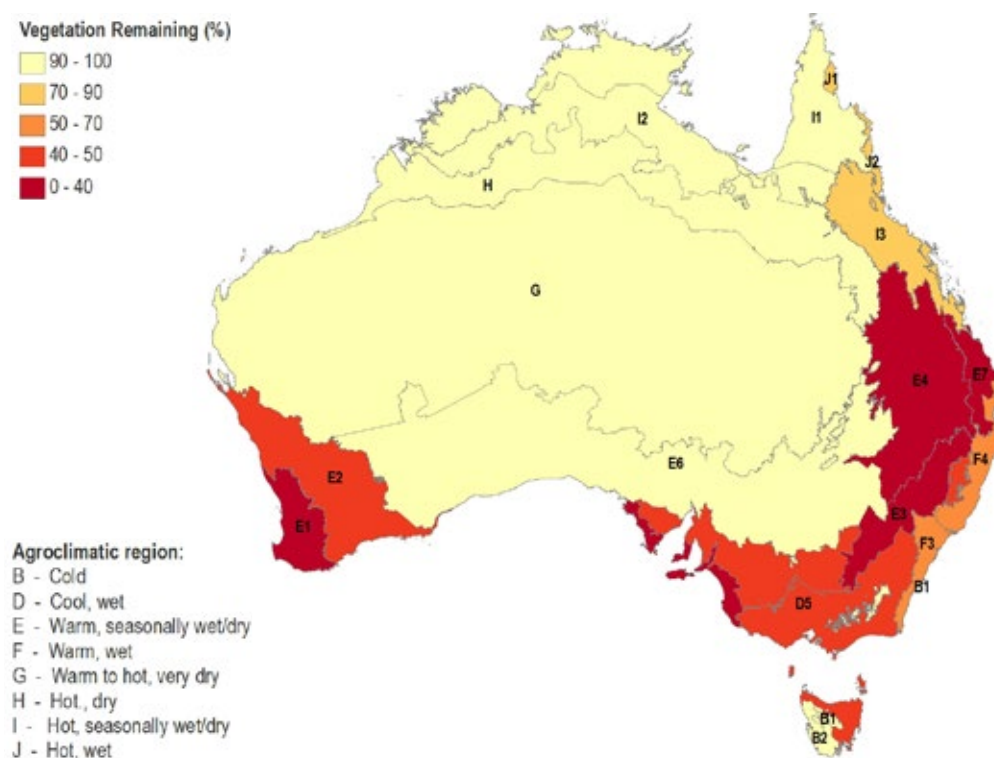 Vegetation Remaining (%)
90 - 100
70 - 90
50 - 70
40 - 50
0 - 40
J1
I2
I1
J2
H
I3
G
E4
E7
F4
E6
E2
E3
E1
F3
B1
D5
B1
B2
Agroclimatic region:
B - Cold
D - Cool, wet
E - Warm, seasonally wet/dry
F - Warm, wet
G - Warm to hot, very dry
H - Hot., dry
I - Hot, seasonally wet/dry
J - Hot, wet